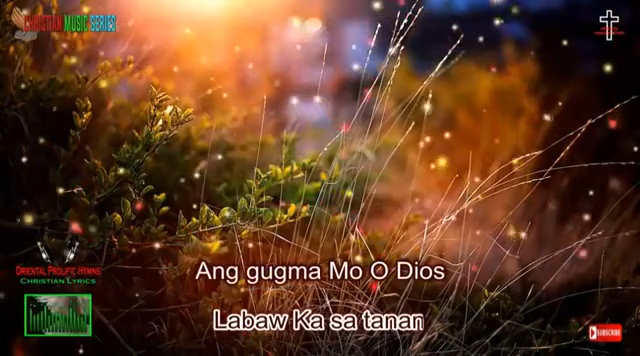 CHRISTIAN MUSIC SERIES
ORIENTAL PROLIFIC HYMNS
CHRISTIAN LYRICS
Ang gugma Mo O Dios
Labaw Ka sa tanan
SUBSCRIBE